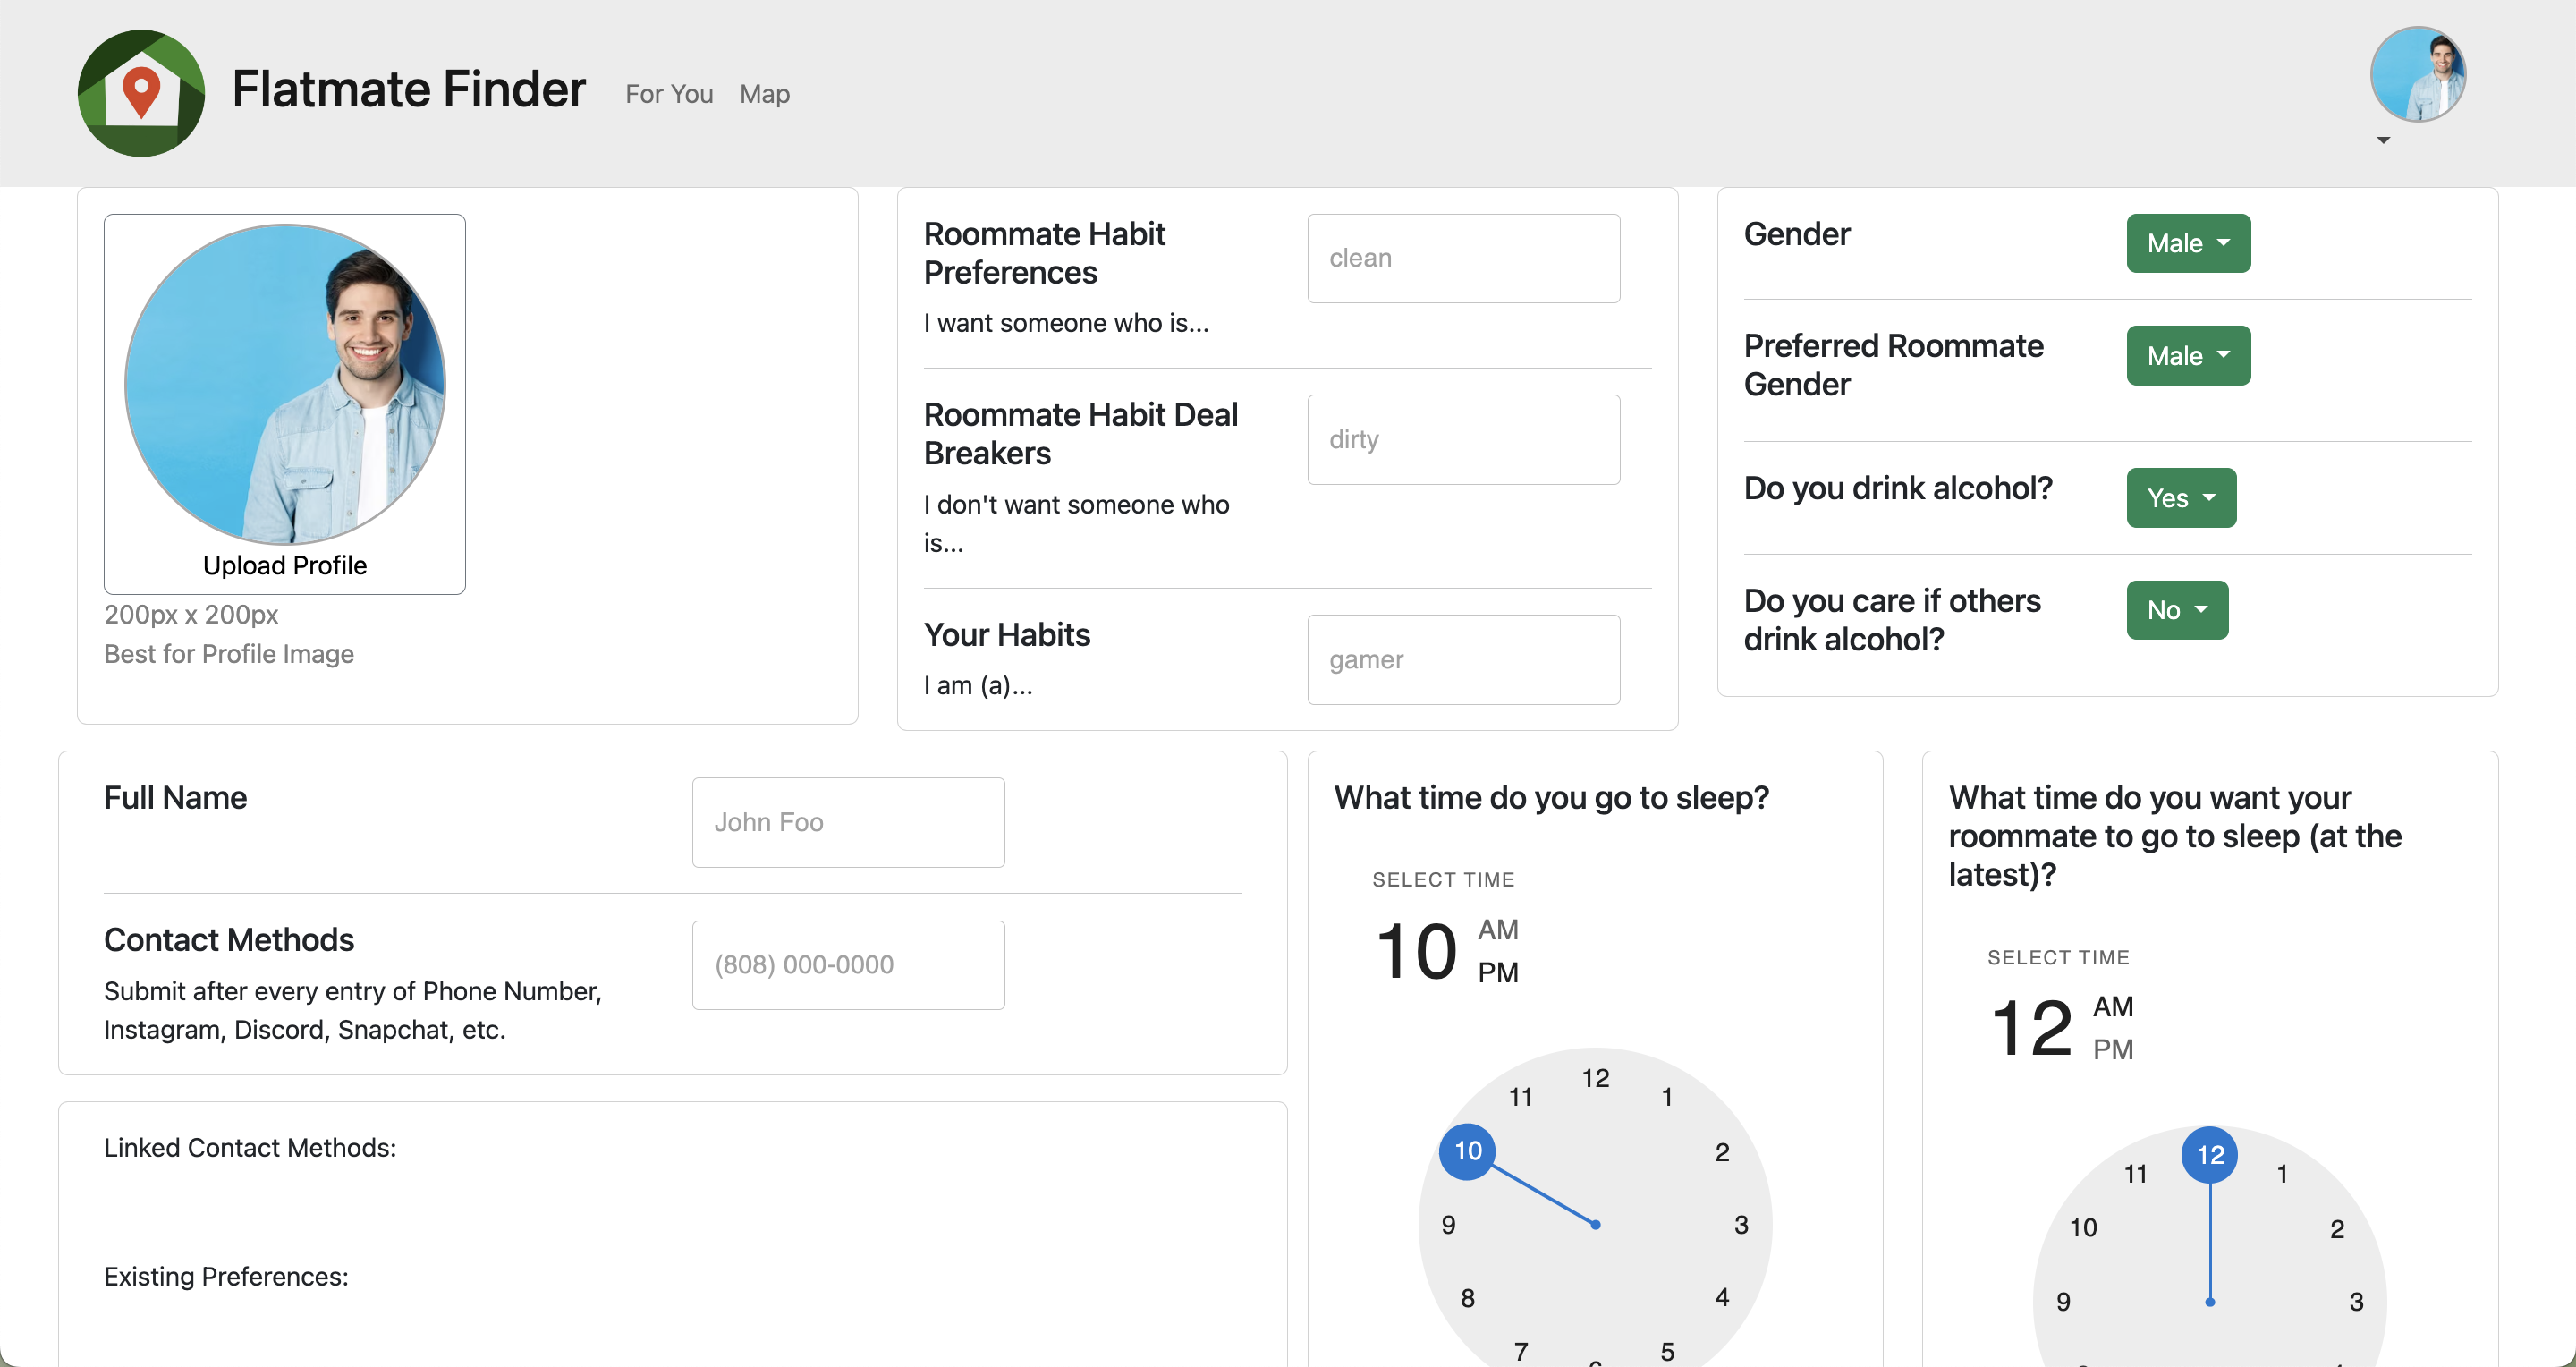 Flatmate Finder
For You
Map
Upload Profile
200px x 200px
Best for Profile Image
Roommate Habit
Preferences
I want someone who is...
clean
Roommate Habit Deal
Breakers
I don't want someone who
is...
dirty
Your Habits
I am (a)...
gamer
Gender
Male
Preferred Roommate
Gender
Male
Do you drink alcohol?
Yes
Do you care if others
drink alcohol?
No
Full Name
John Foo
Contact Methods
Submit after every entry of Phone Number,
Instagram, Discord, Snapchat, etc.
(808) 000-0000
Linked Contact Methods:
Existing Preferences:
What time do you go to sleep?
SELECT TIME
10
AM
PM
12
11
1
10
2
9
3
8
4
7
5
What time do you want your
roommate to go to sleep (at the
latest)?
SELECT TIME
12
AM
PM
12
11
1
10
2
9
3